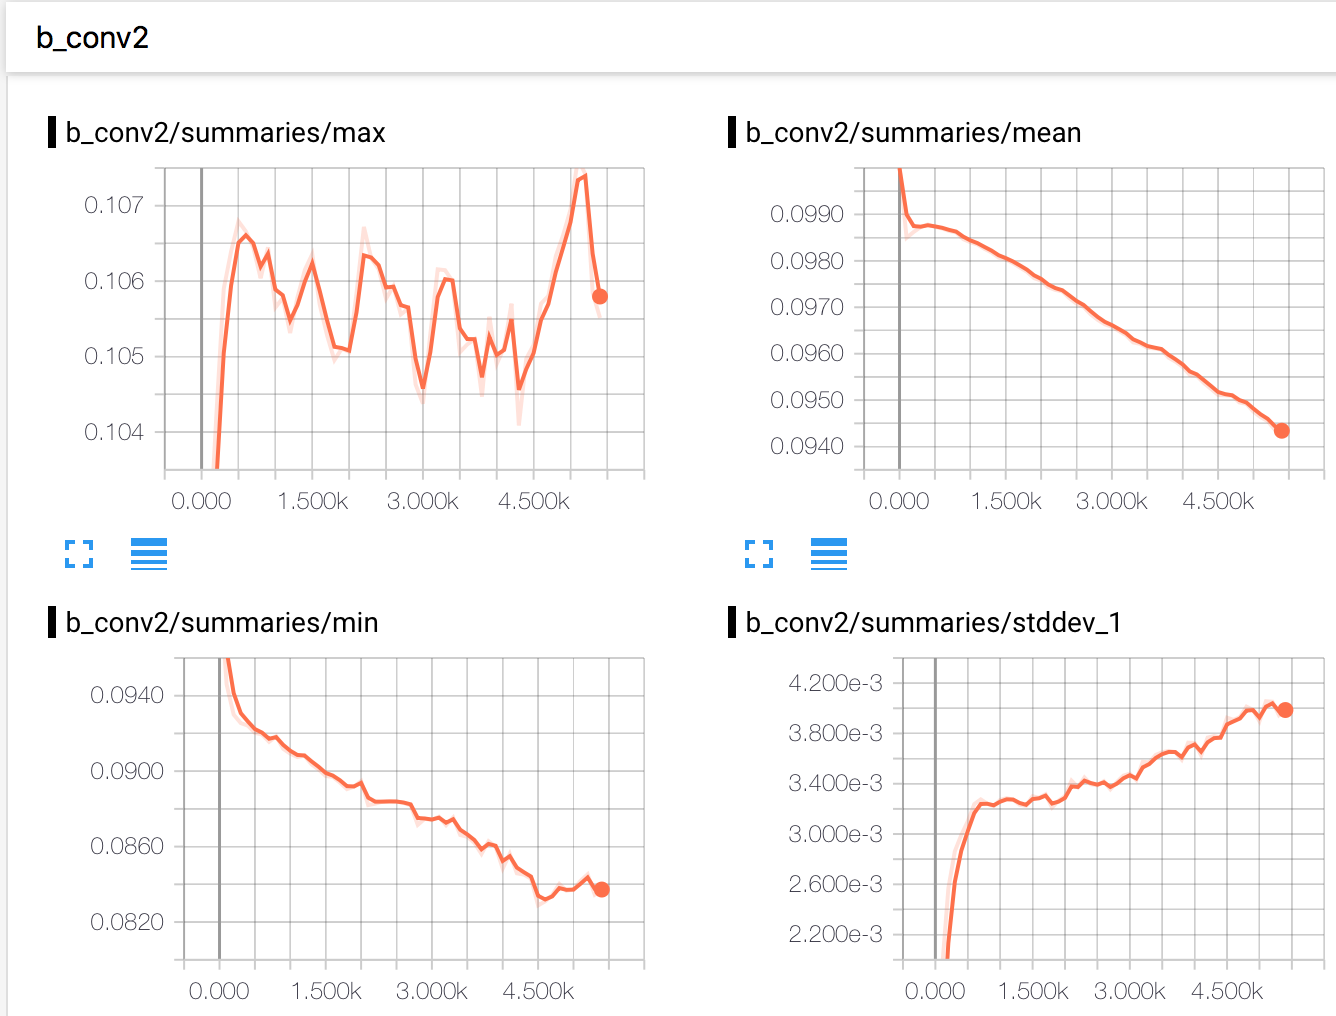 b_conv2
b_conv2/summaries/max
0.107
0.106
0.105
0.104
0.000 1.500k 3.000k 4.500k
b_conv2/summaries/mean
0.0990
0.0980
0.0970
0.0960
0.0950
0.0940
0.000 1.500k 3.000k 4.500k
b_conv2/summaries/min
0.0940
0.0900
0.0860
0.0820
0.000 1.500k 3.000k 4.500k
b_conv2/summaries/stddev_1
4.200e-3
3.800e-3
3.400e-3
3.000e-3
2.600e-3
2.200e-3
0.000 1.500k 3.000k 4.500k